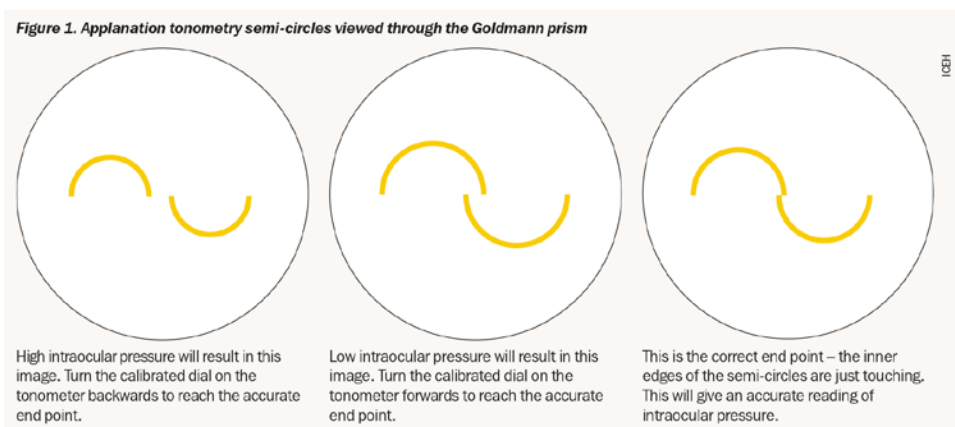 Figure 1. Applanation tonometry semi-circles viewed through the Goldmann prism
ICEH
High intraocular pressure will result in this
image. Turn the calibrated dial on the
tonometer backwards to reach the accurate
end point.
Low intraocular pressure will result in this
image. Turn the calibrated dial on the
tonometer forwards to reach the accurate
end point.
This is the correct end point – the inner
edges of the semi-circles are just touching.
This will give an accurate reading of
intraocular pressure.